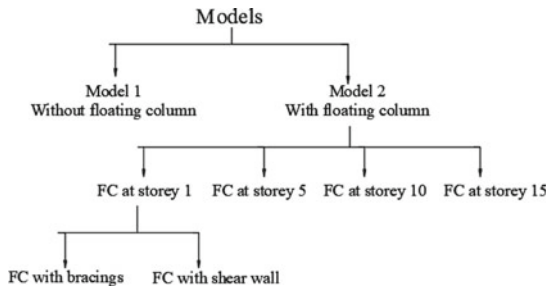 Models
Model 1
Without floating column
Model 2
With floating column
FC at storey 1
FC at storey 5
FC at storey 10
FC at storey 15
FC with bracings
FC with shear wall